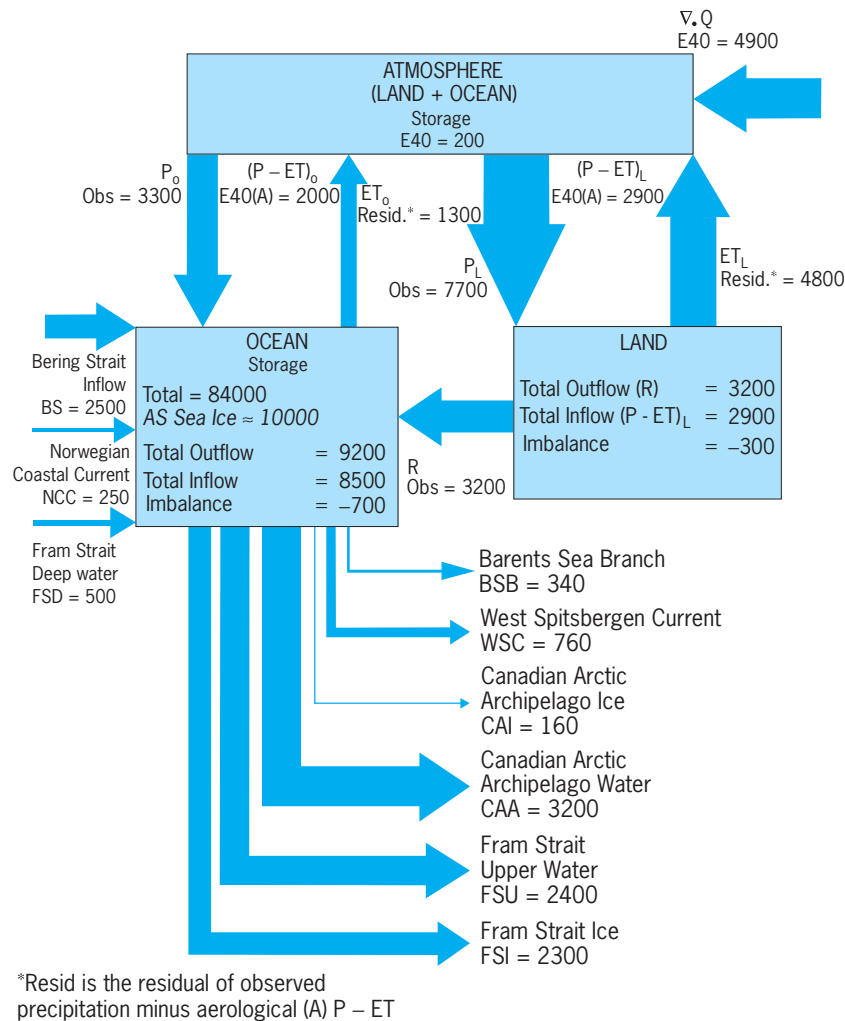 ∇.Q
E40 = 4900
ATMOSPHERE
(LAND + OCEAN)
Storage
E40 = 200
Pₒ
Obs = 3300
(P – ET)ₒ
E40(A) = 2000
ETₒ
Resid.* = 1300
(P – ET)L
E40(A) = 2900
PL
Obs = 7700
ETL
Resid.* = 4800
Bering Strait
Inflow
BS = 2500
Norwegian
Coastal Current
NCC = 250
Fram Strait
Deep water
FSD = 500
OCEAN
Storage
Total = 84000
AS Sea Ice ≈ 10000
Total Outflow = 9200
Total Inflow = 8500
Imbalance = –700
R
Obs = 3200
LAND
Total Outflow (R) = 3200
Total Inflow (P - ET)L = 2900
Imbalance = –300
Barents Sea Branch
BSB = 340
West Spitsbergen Current
WSC = 760
Canadian Arctic
Archipelago Ice
CAI = 160
Canadian Arctic
Archipelago Water
CAA = 3200
Fram Strait
Upper Water
FSU = 2400
Fram Strait Ice
FSI = 2300
*Resid is the residual of observed
precipitation minus aerological (A) P – ET